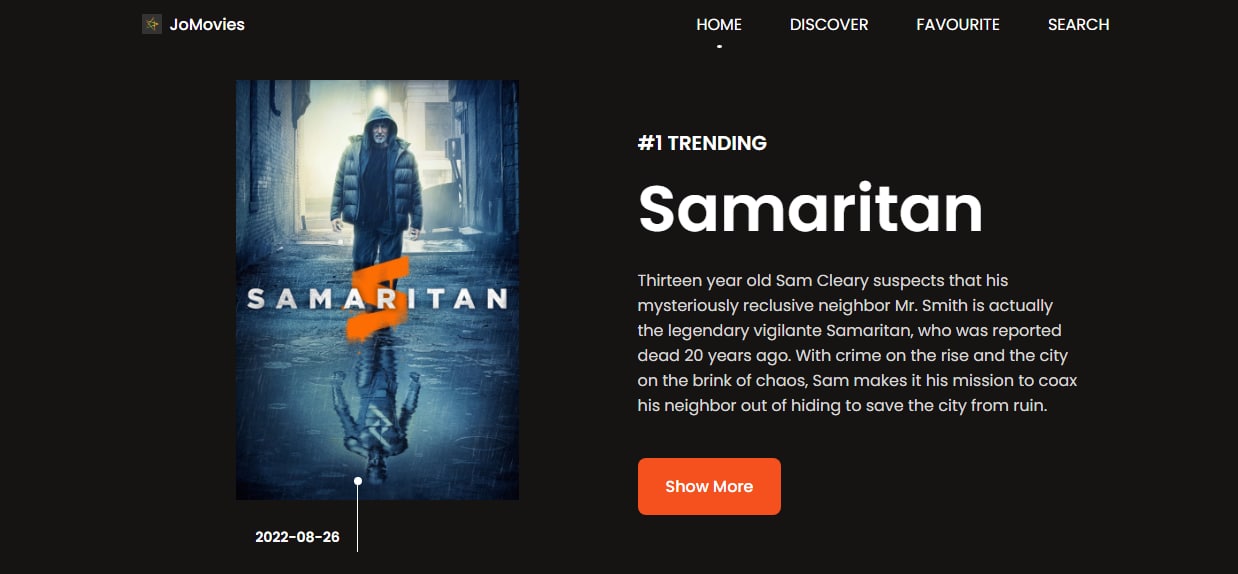 JoMovies
HOME
DISCOVER
FAVOURITE
SEARCH
SAMARITAN
2022-08-26
#1 TRENDING
Samaritan
Thirteen year old Sam Cleary suspects that his
mysteriously reclusive neighbor Mr. Smith is actually
the legendary vigilante Samaritan, who was reported
dead 20 years ago. With crime on the rise and the city
on the brink of chaos, Sam makes it his mission to coax
his neighbor out of hiding to save the city from ruin.
Show More